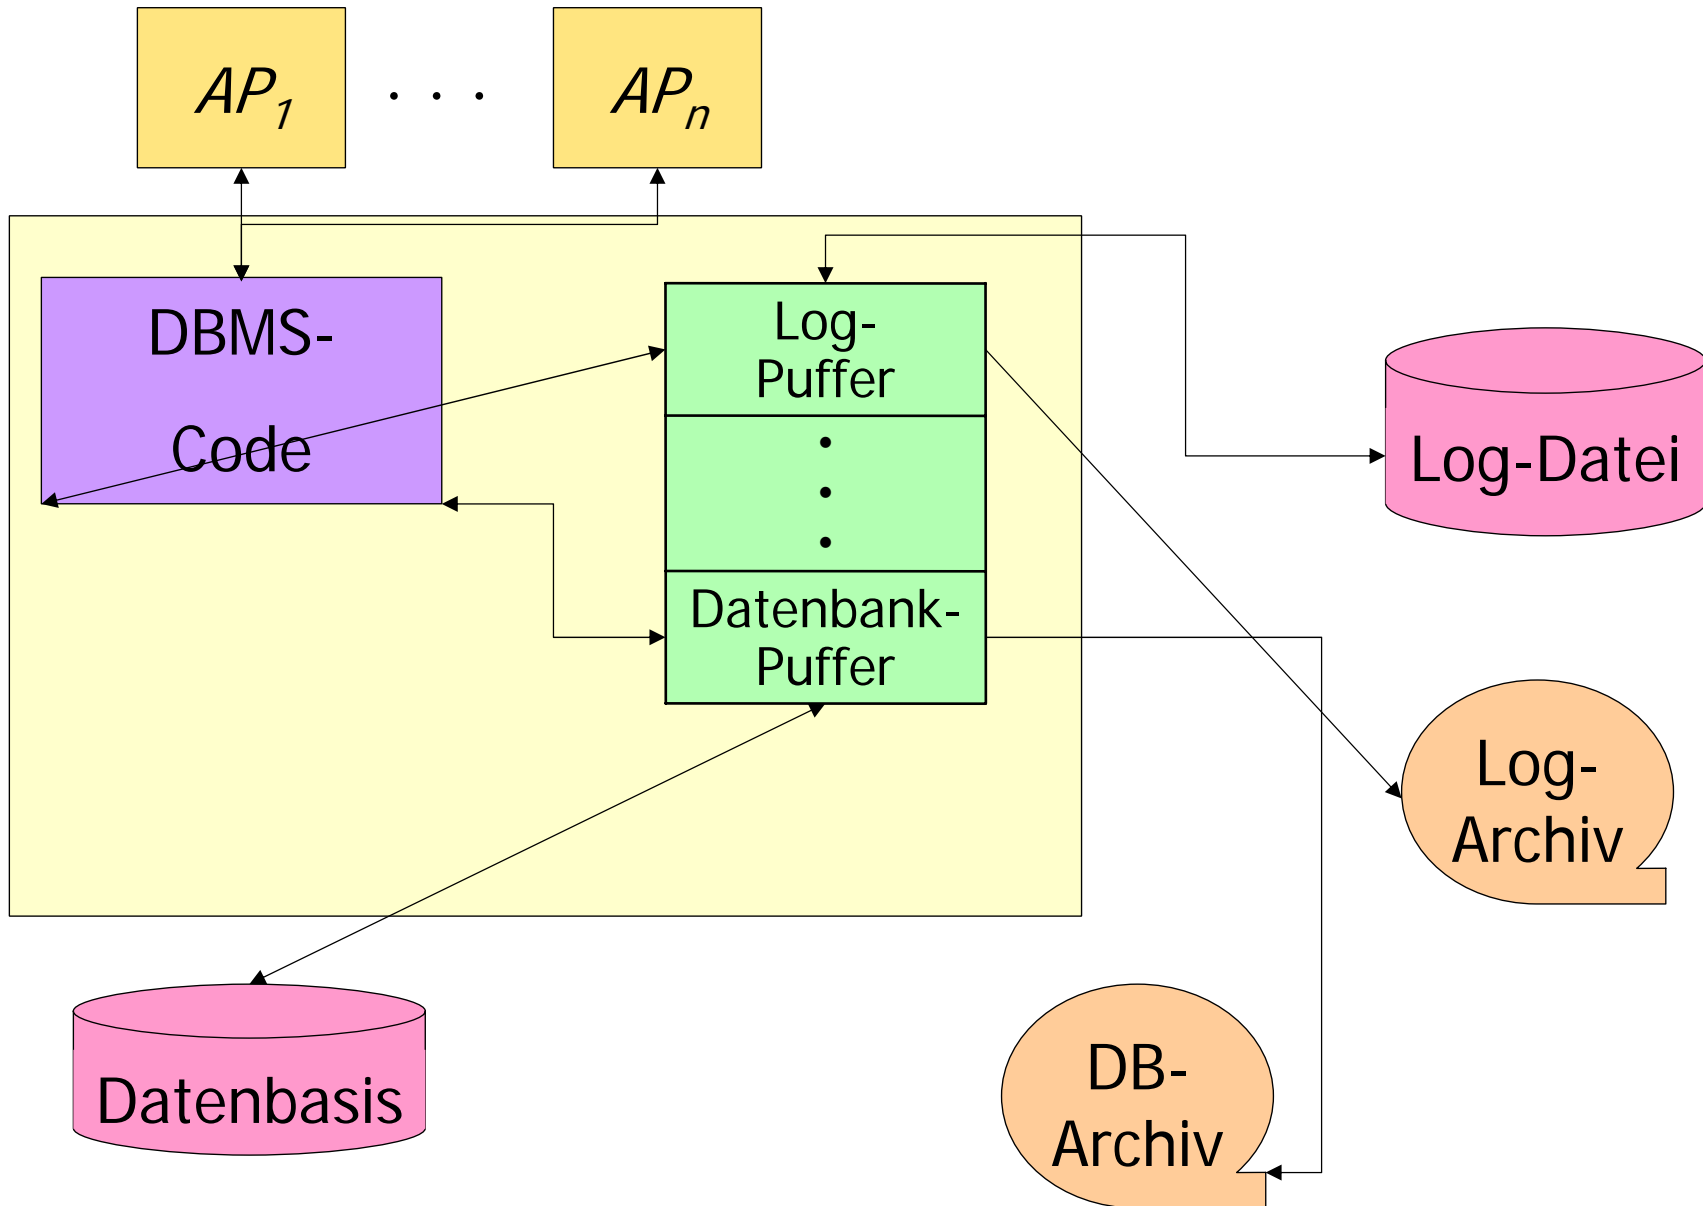 AP1 . . . APn
DBMS-
Code
Log-
Puffer
Datenbank-
Puffer
Log-Datei
Log-
Archiv
Datenbasis
DB-
Archiv